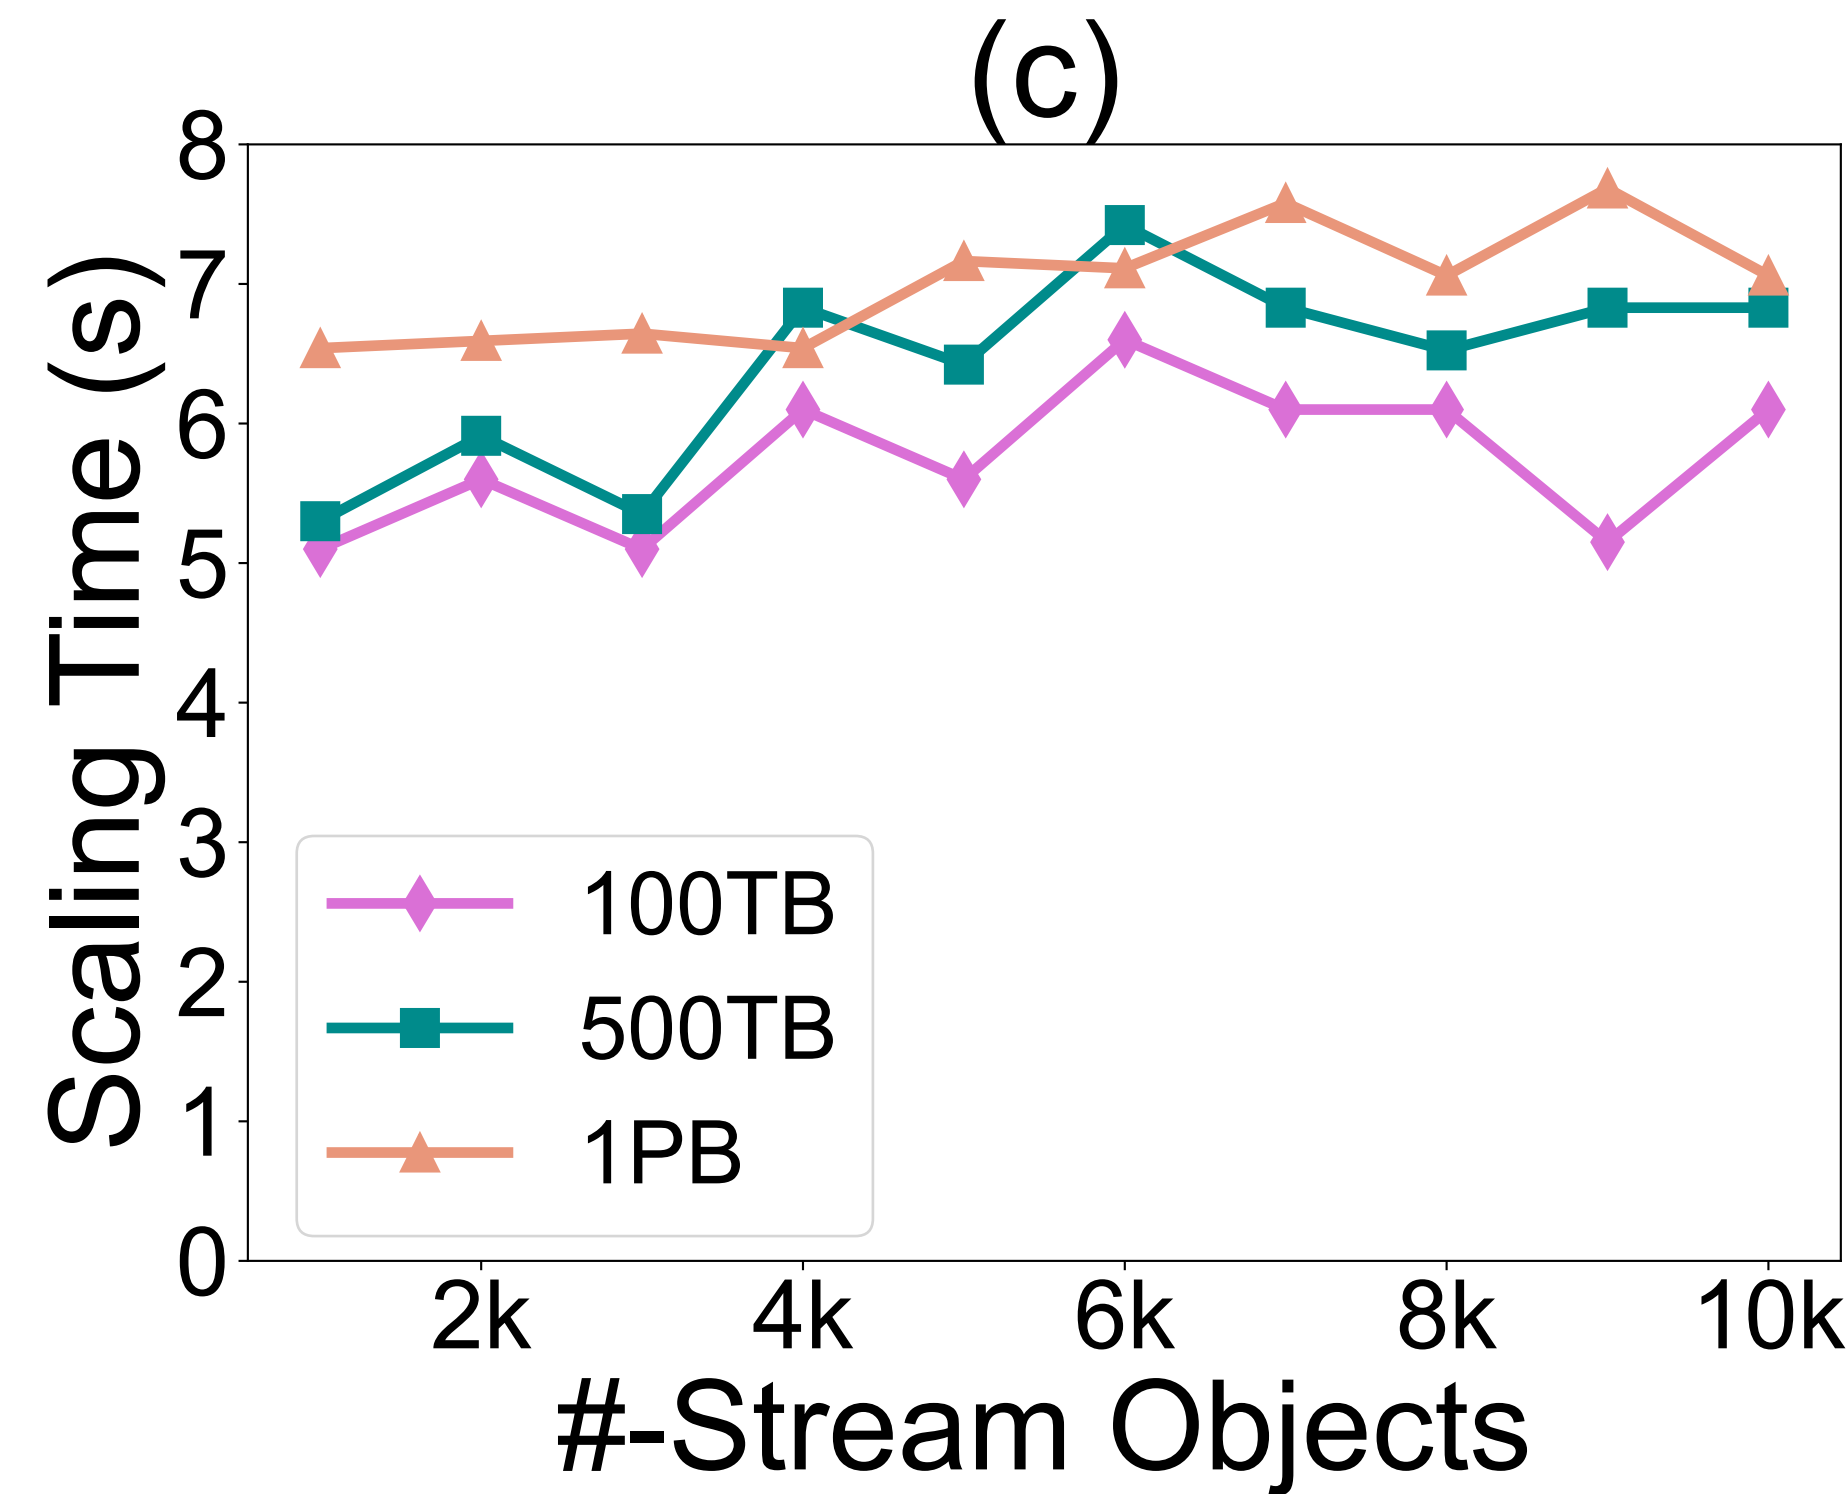 (c)
Scaling Time (s)
8
7
6
5
4
3
2
1
0
100TB
500TB
1PB
2k 4k 6k 8k 10k
#-Stream Objects